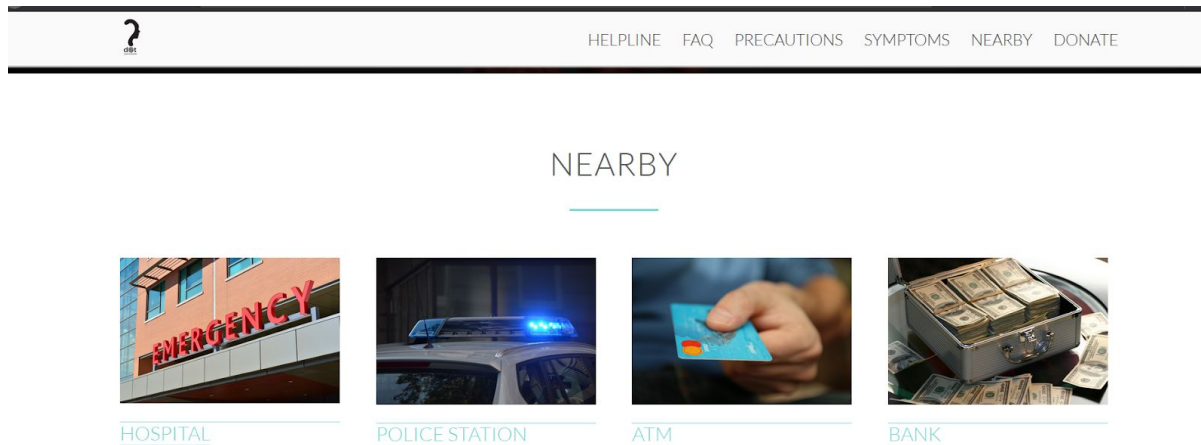 d@t
HELPLINE FAQ PRECAUTIONS SYMPTOMS NEARBY DONATE
NEARBY
EMERGENCY
HOSPITAL
POLICE STATION
ATM
BANK